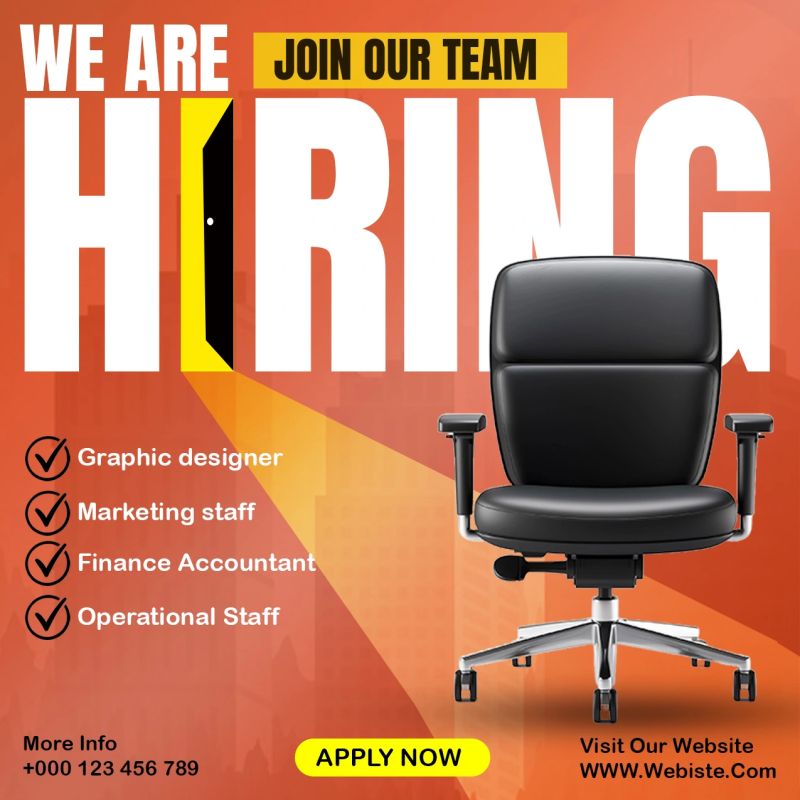 WE ARE
JOIN OUR TEAM
HIRING
Graphic designer
Marketing staff
Finance Accountant
Operational Staff
More Info
+000 123 456 789
APPLY NOW
Visit Our Website
WWW.Webiste.Com